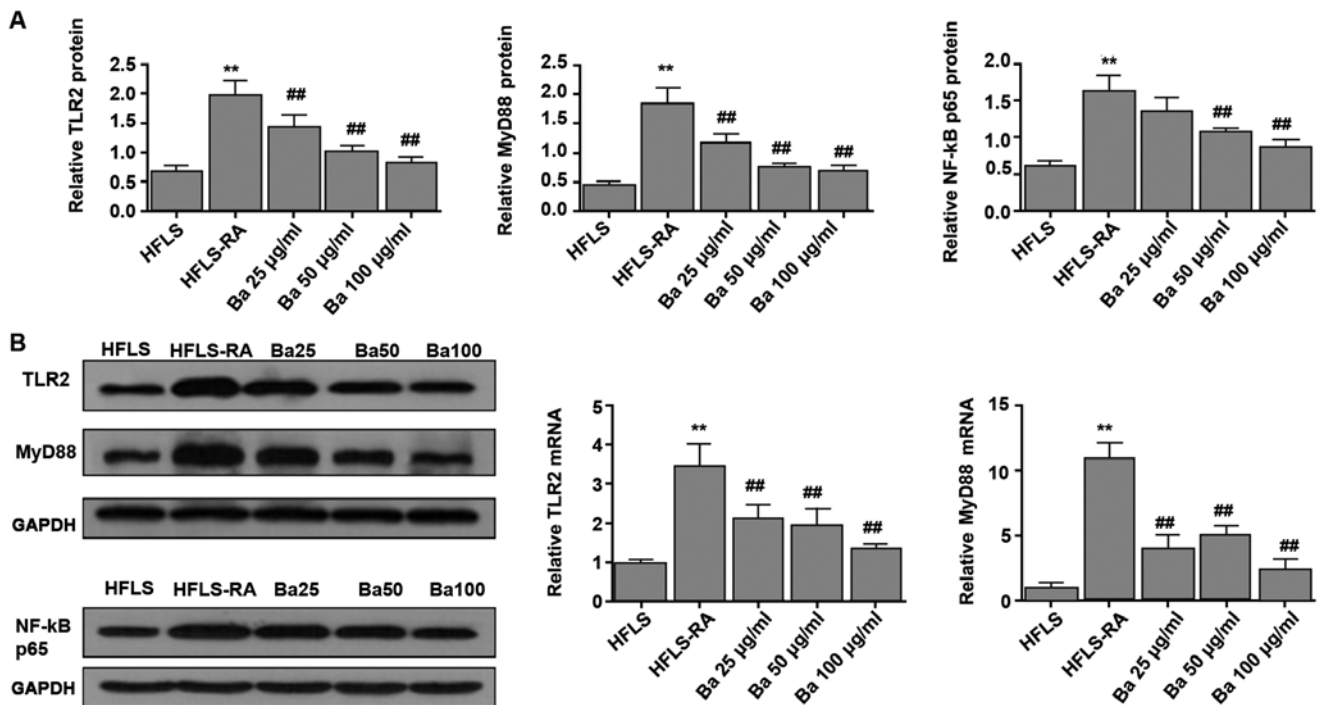 A
Relative TLR2 protein
2.5
2.0
1.5
1.0
0.5
0.0
**
##
##
##
HFLS
HFLS-RA
Ba 25 µg/ml
Ba 50 µg/ml
Ba 100 µg/ml
Relative MyD88 protein
2.5
2.0
1.5
1.0
0.5
0.0
**
##
##
##
HFLS
HFLS-RA
Ba 25 µg/ml
Ba 50 µg/ml
Ba 100 µg/ml
Relative NF-kB p65 protein
2.0
1.5
1.0
0.5
0.0
**
##
##
HFLS
HFLS-RA
Ba 25 µg/ml
Ba 50 µg/ml
Ba 100 µg/ml
B
HFLS HFLS-RA Ba25 Ba50 Ba100
TLR2
MyD88
GAPDH
HFLS HFLS-RA Ba25 Ba50 Ba100
NF-kB
p65
GAPDH
Relative TLR2 mRNA
5
4
3
2
1
0
**
##
##
##
HFLS
HFLS-RA
Ba 25 µg/ml
Ba 50 µg/ml
Ba 100 µg/ml
Relative MyD88 mRNA
15
10
5
0
**
##
##
##
HFLS
HFLS-RA
Ba 25 µg/ml
Ba 50 µg/ml
Ba 100 µg/ml